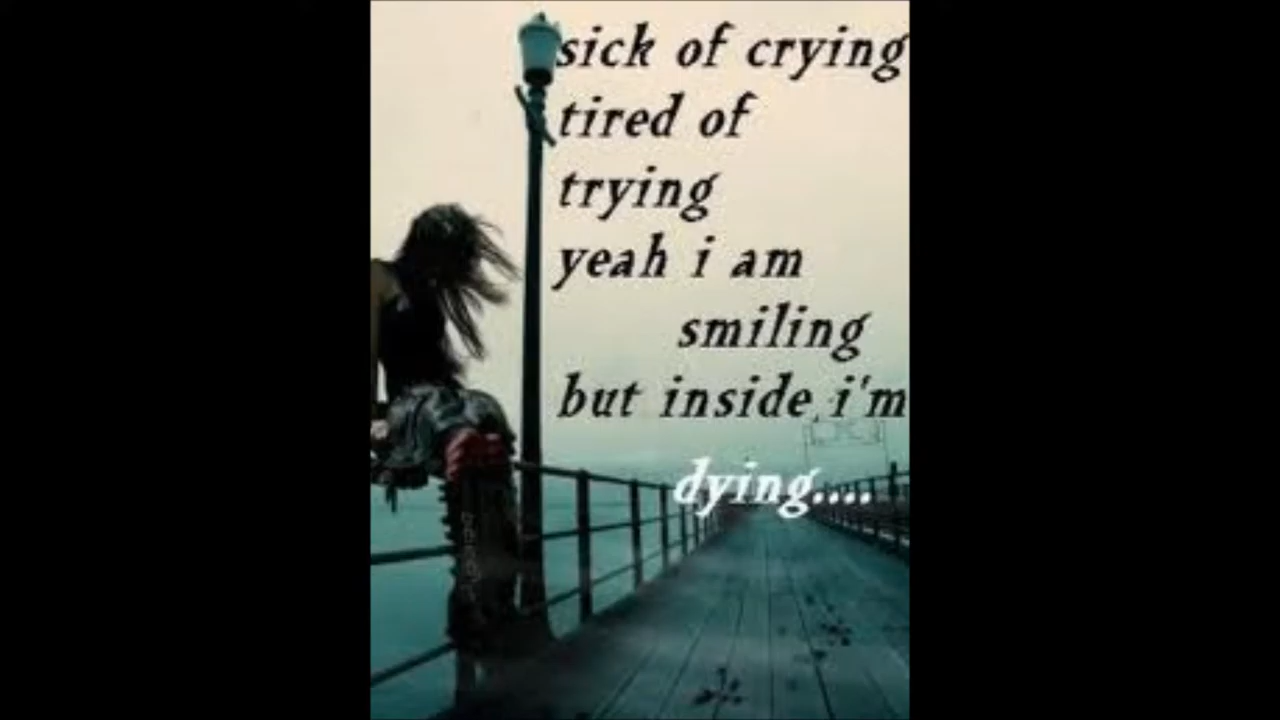 sick of crying
tired of
trying
yeah i am
smiling
but inside i'm
dying....